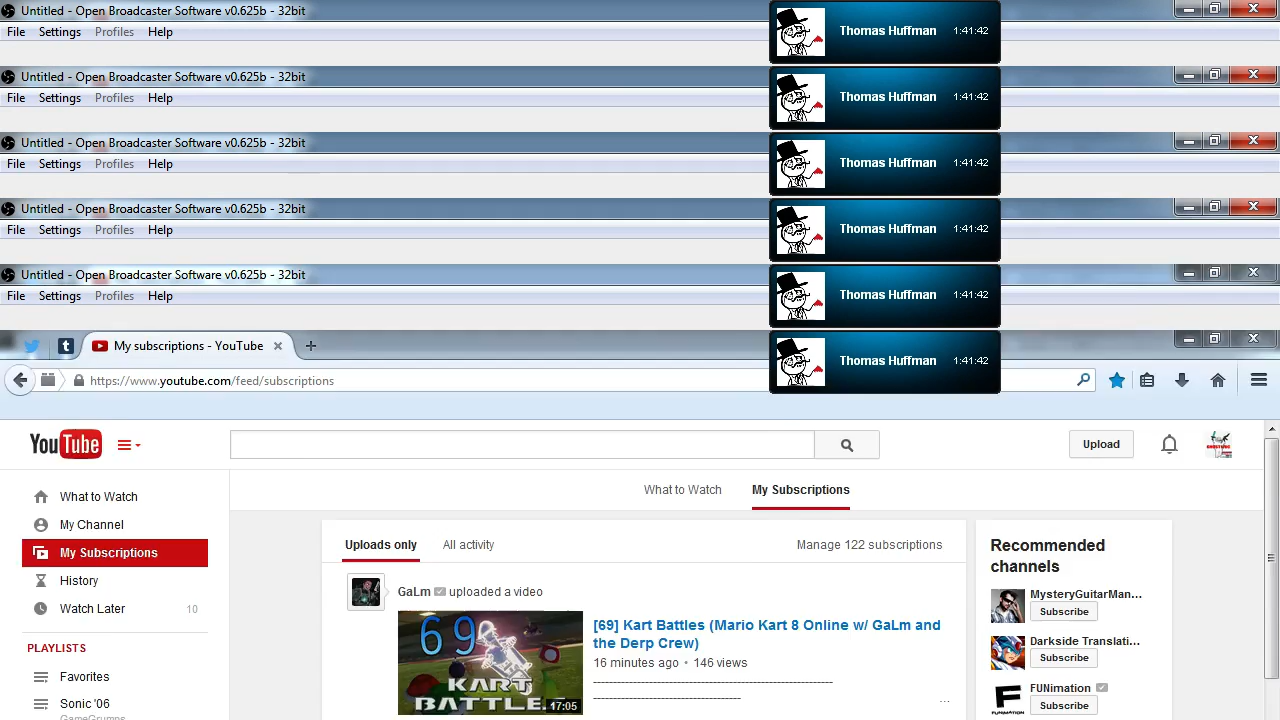 Untitled - Open Broadcaster Software v0.625b - 32bit
Thomas Huffman 1:41:42
File Settings Profiles Help
Untitled - Open Broadcaster Software v0.625b - 32bit
Thomas Huffman 1:41:42
File Settings Profiles Help
Untitled - Open Broadcaster Software v0.625b - 32bit
Thomas Huffman 1:41:42
File Settings Profiles Help
Untitled - Open Broadcaster Software v0.625b - 32bit
Thomas Huffman 1:41:42
File Settings Profiles Help
Untitled - Open Broadcaster Software v0.625b - 32bit
Thomas Huffman 1:41:42
File Settings Profiles Help
My subscriptions - YouTube
Thomas Huffman 1:41:42
https://www.youtube.com/feed/subscriptions
YouTube
Upload
What to Watch
My Channel
My Subscriptions
History
Watch Later 10
PLAYLISTS
Favorites
Sonic '06
GameGrumps
What to Watch My Subscriptions
Uploads only All activity Manage 122 subscriptions
GaLm uploaded a video
69
KART
BATTLE
17:05
[69] Kart Battles (Mario Kart 8 Online w/ GaLm and
the Derp Crew)
16 minutes ago • 146 views
------------------------------------------------------------
-------------------------------------
...
Recommended
channels
MysteryGuitarMan...
Subscribe
Darkside Translati...
Subscribe
FUNimation
Subscribe